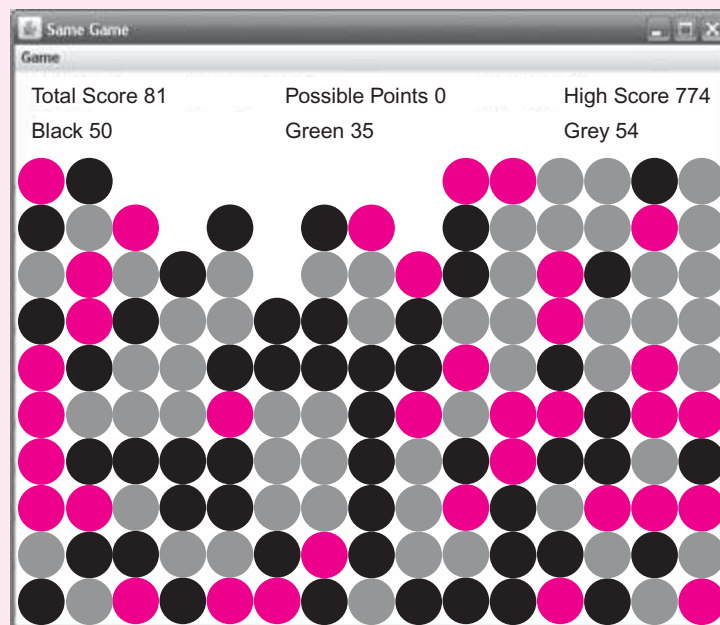 Same Game
Game
Total Score 81 Possible Points 0 High Score 774
Black 50 Green 35 Grey 54